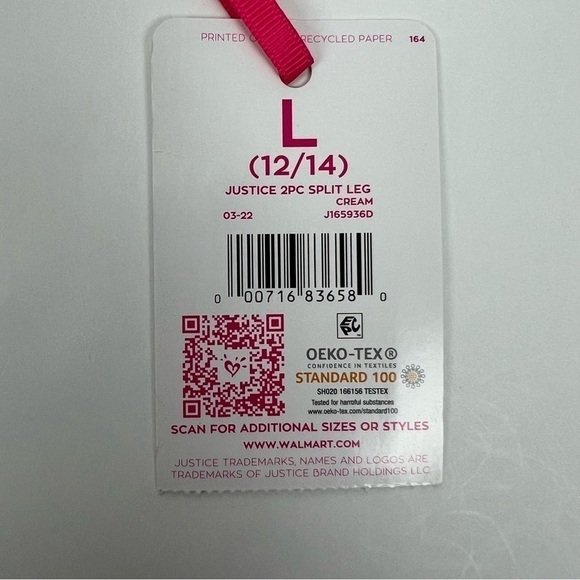 PRINTED RECYCLED PAPER 164
L
(12/14)
JUSTICE 2PC SPLIT LEG
CREAM
03-22 J165936D
0 00716 83658 0
OEKO-TEX®
CONFIDENCE IN TEXTILES
STANDARD 100
SH020 166156 TESTEX
Tested for harmful substances
www.oeko-tex.com/standard100
SCAN FOR ADDITIONAL SIZES OR STYLES
WWW.WALMART.COM
JUSTICE TRADEMARKS, NAMES AND LOGOS ARE
TRADEMARKS OF JUSTICE BRAND HOLDINGS LLC